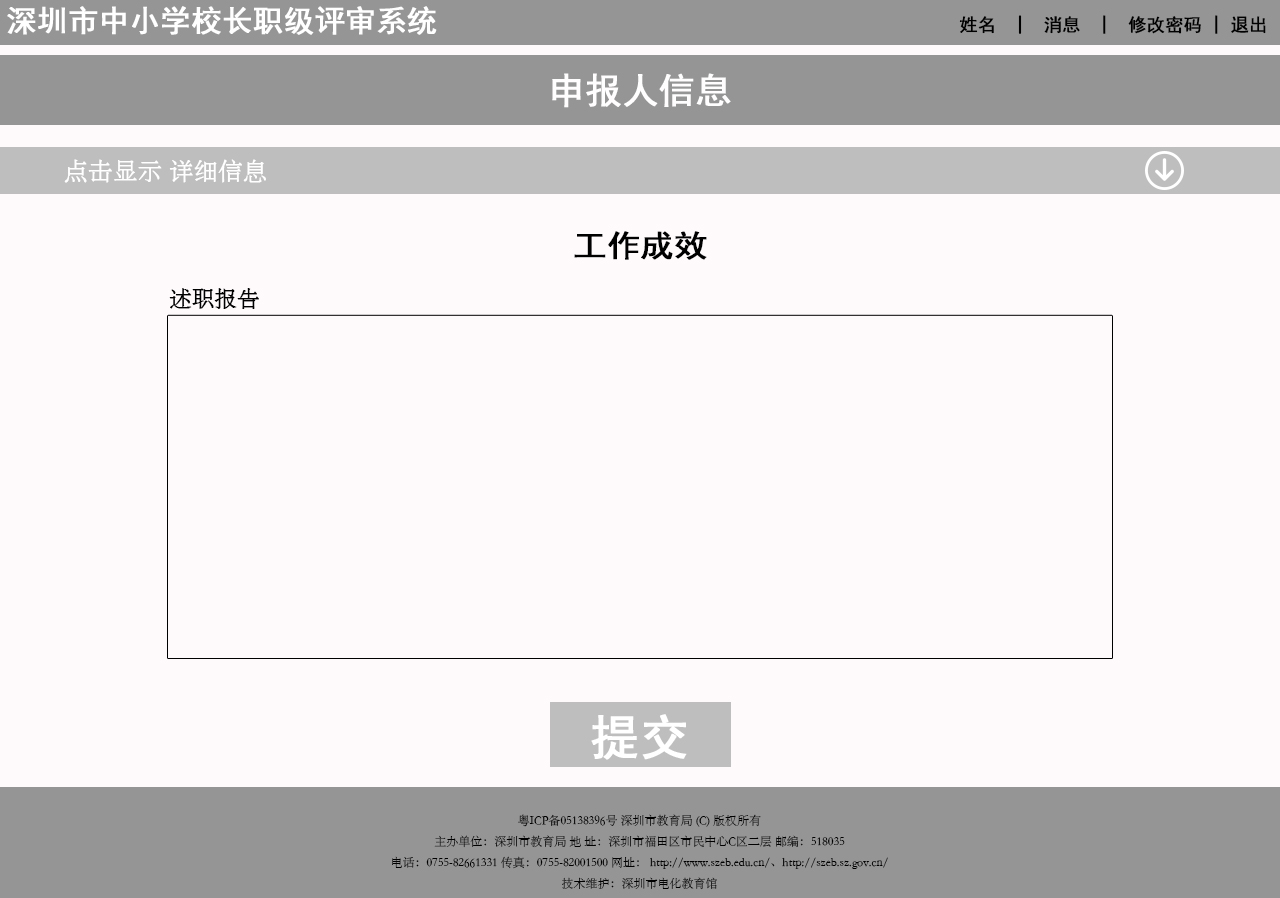 深圳市中小学校长职级评审系统
姓名 | 消息 | 修改密码 | 退出
申报人信息
点击显示 详细信息
工作成效
述职报告
提交
粤ICP备05138396号 深圳市教育局 (C) 版权所有
主办单位：深圳市教育局 地 址：深圳市福田区市民中心C区二层 邮编：518035
电话：0755-82661331 传真：0755-82001500 网址： http://www.szeb.edu.cn/、http://szeb.sz.gov.cn/
技术维护：深圳市电化教育馆